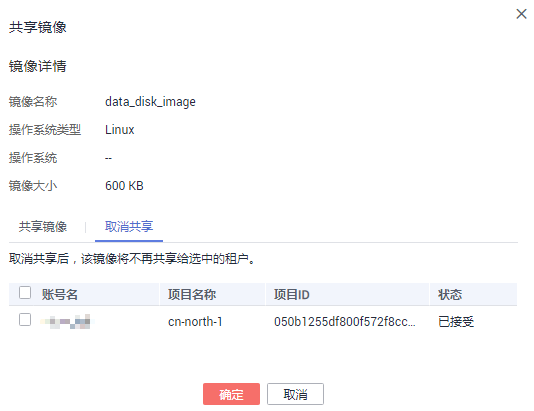 共享镜像
镜像详情
镜像名称 data_disk_image
操作系统类型 Linux
操作系统 --
镜像大小 600 KB
共享镜像 | 取消共享
取消共享后，该镜像将不再共享给选中的租户。
账号名 项目名称 项目ID 状态
cn-north-1 050b1255df800f572f8cc... 已接受
确定 取消